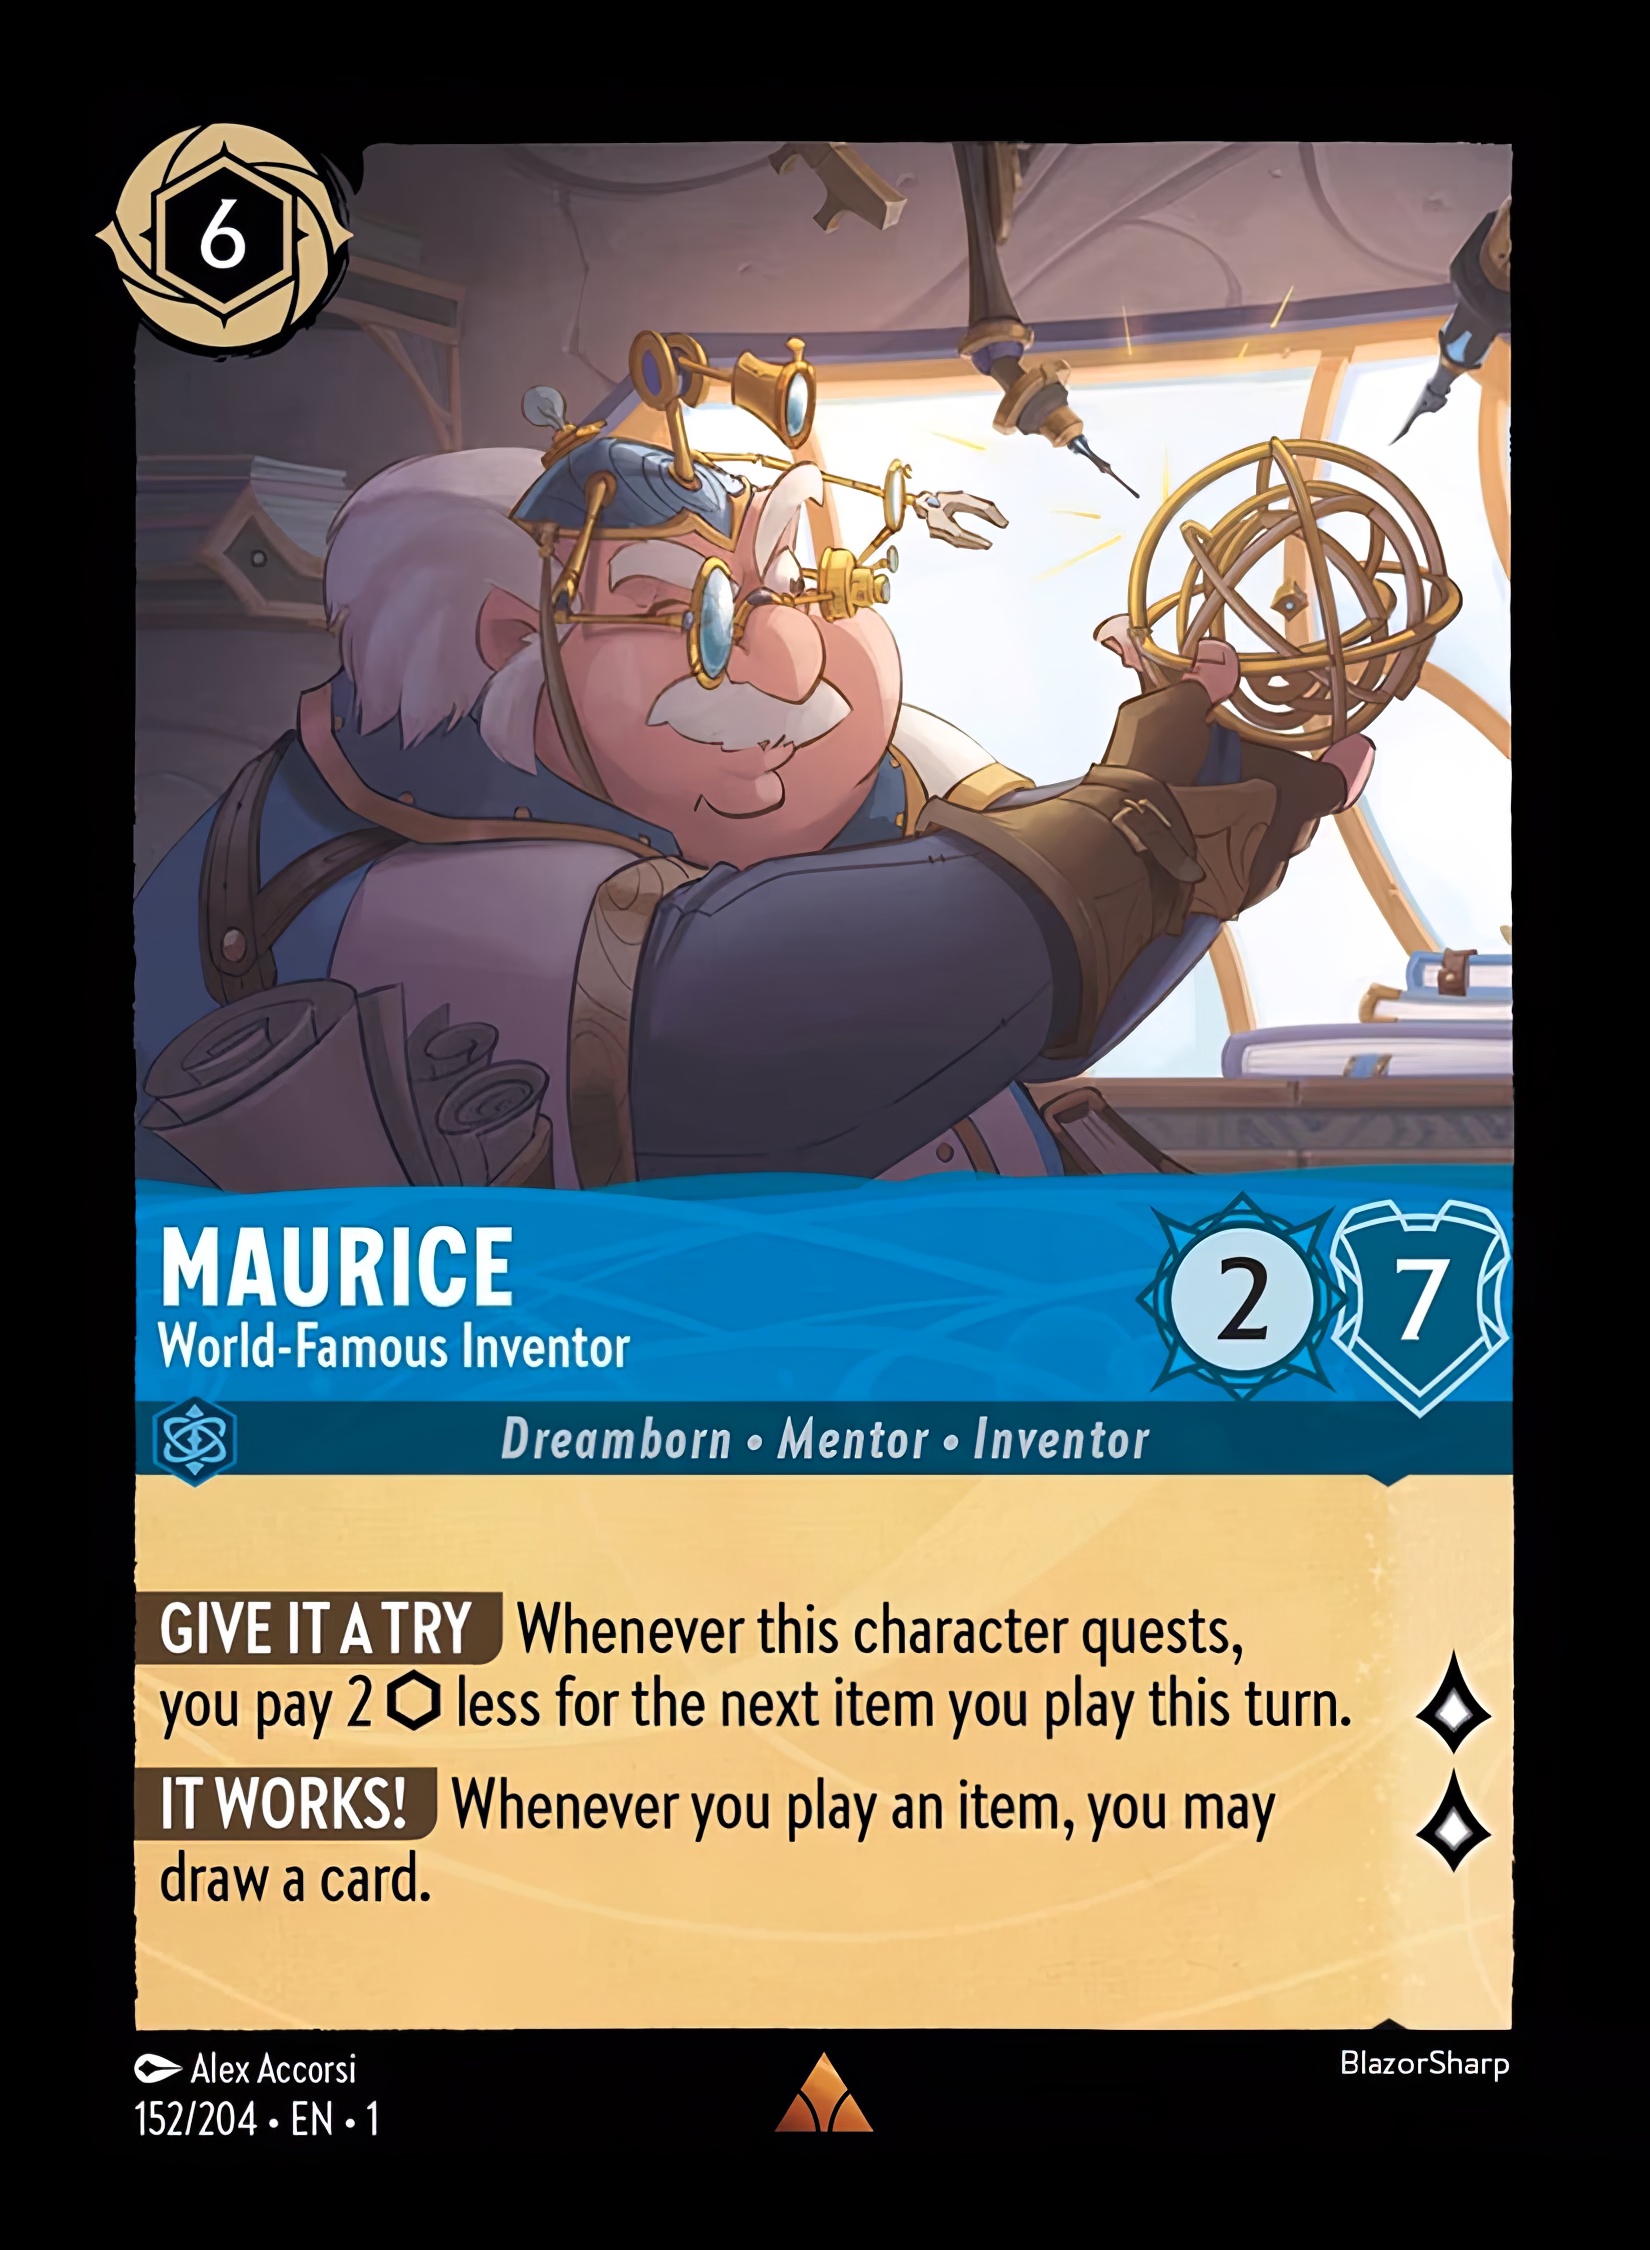 6
MAURICE
World-Famous Inventor
2
7
Dreamborn • Mentor • Inventor
GIVE IT A TRY Whenever this character quests,
you pay 2 ⬡ less for the next item you play this turn.
IT WORKS! Whenever you play an item, you may
draw a card.
Alex Accorsi
BlazorSharp
152/204 • EN • 1